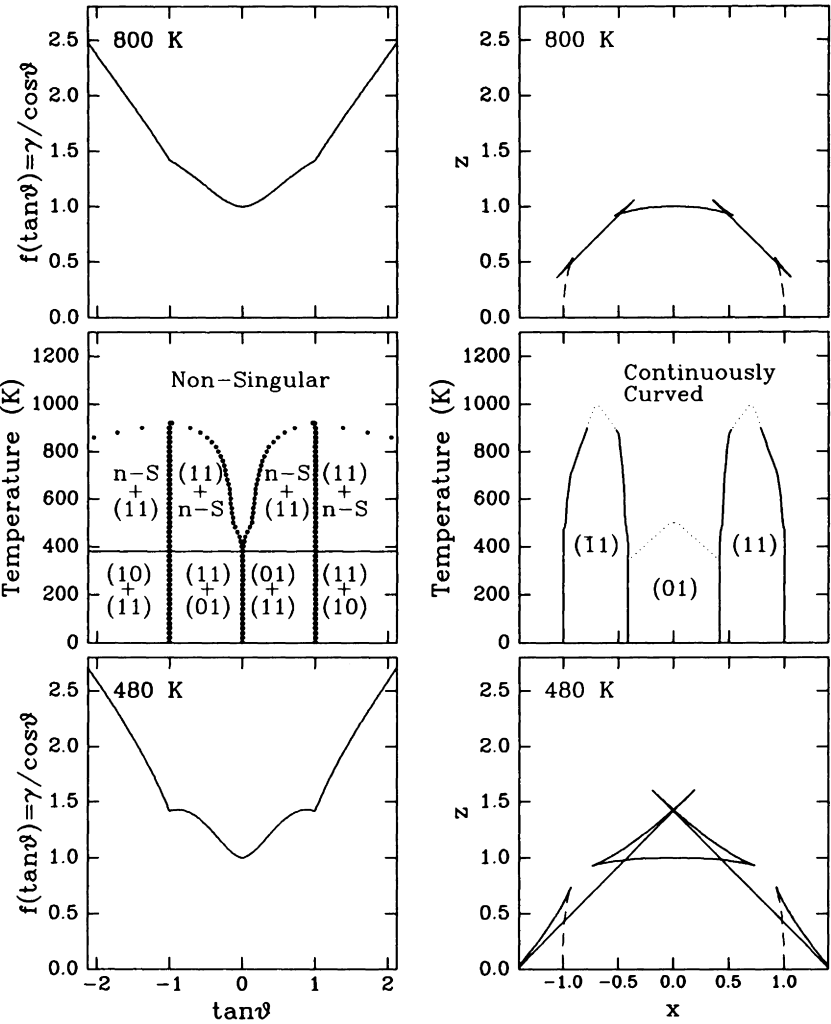 800 K
2.5
2.0
1.5
1.0
0.5
0.0
f(tanϑ)=γ/cosϑ
800 K
2.5
2.0
1.5
1.0
0.5
0.0
z
Non-Singular
1200
1000
800
600
400
200
0
Temperature (K)
n-S
+
(11)
(11)
+
n-S
n-S
+
(11)
(11)
+
n-S
(10)
+
(11)
(11)
+
(01)
(01)
+
(11)
(11)
+
(10)
Continuously
Curved
1200
1000
800
600
400
200
0
Temperature (K)
(1̄1)
(01)
(11)
480 K
2.5
2.0
1.5
1.0
0.5
0.0
f(tanϑ)=γ/cosϑ
-2 -1 0 1 2
tanϑ
480 K
2.5
2.0
1.5
1.0
0.5
0.0
z
-1.0 -0.5 0.0 0.5 1.0
x